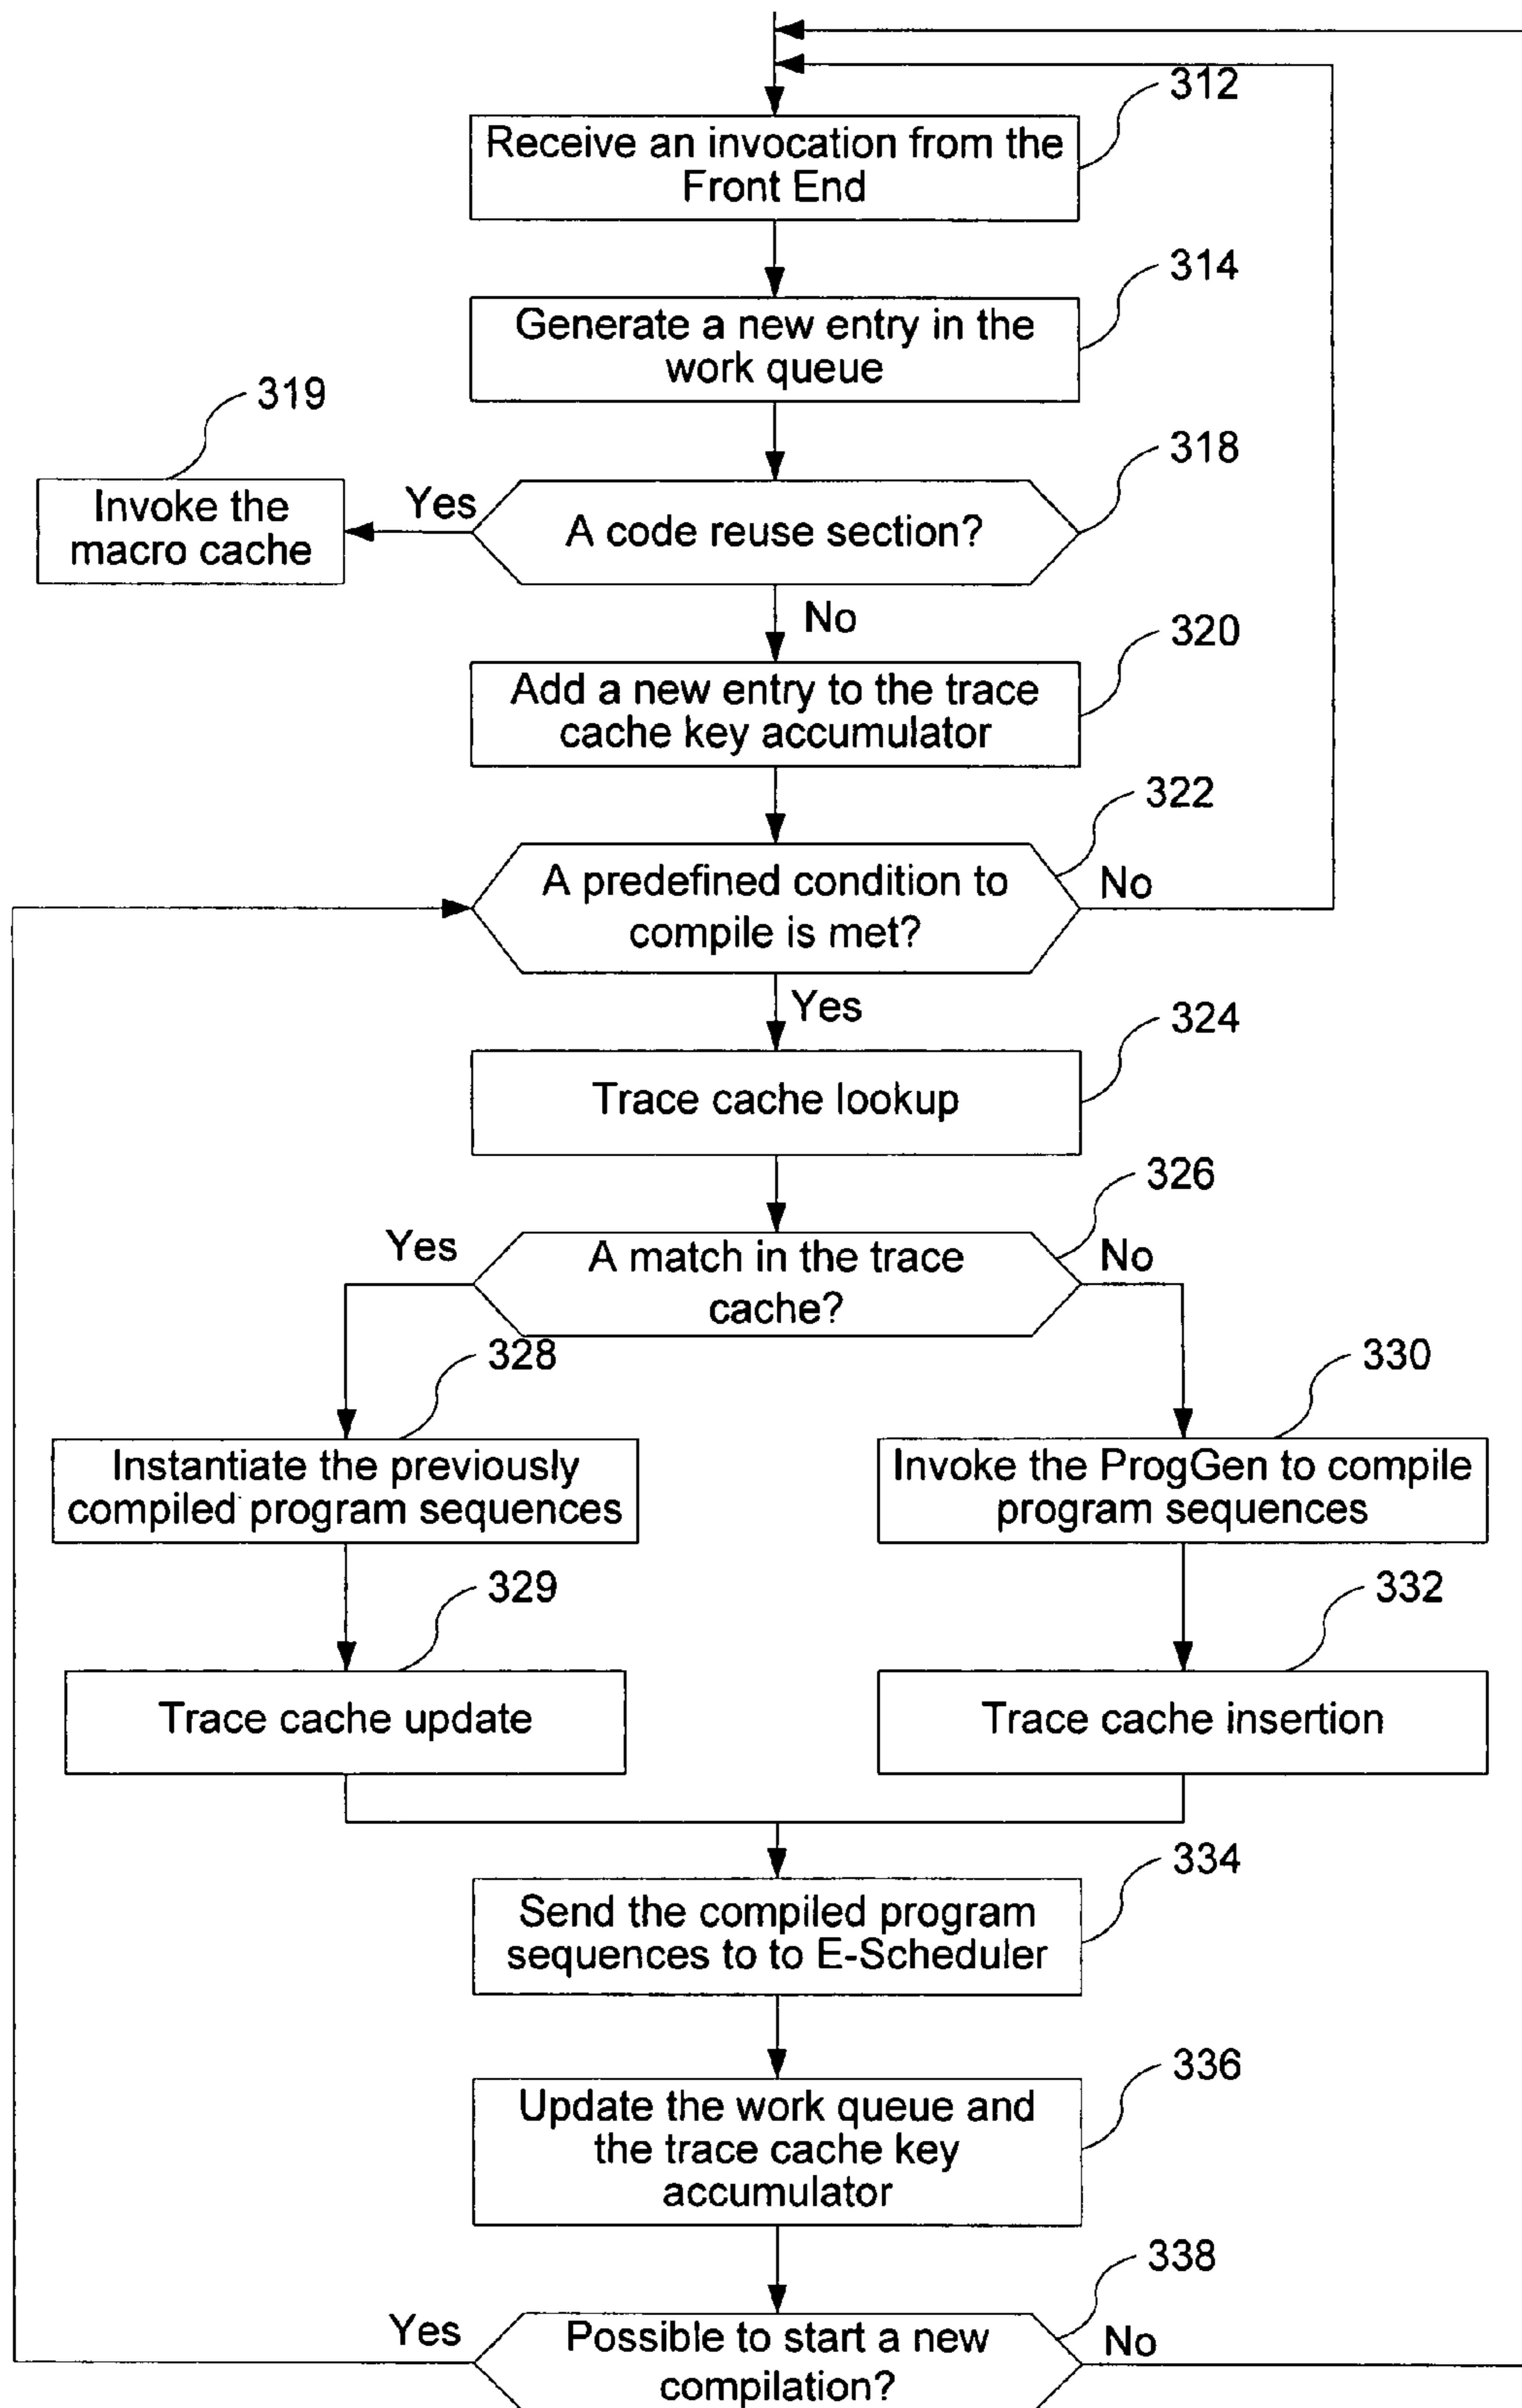 312
Receive an invocation from the
Front End
314
Generate a new entry in the
work queue
319
318
Invoke the
macro cache
Yes
A code reuse section?
No
320
Add a new entry to the trace
cache key accumulator
322
A predefined condition to
compile is met?
No
Yes
324
Trace cache lookup
326
Yes
A match in the trace
cache?
No
328
330
Instantiate the previously
compiled program sequences
Invoke the ProgGen to compile
program sequences
329
332
Trace cache update
Trace cache insertion
334
Send the compiled program
sequences to to E-Scheduler
336
Update the work queue and
the trace cache key
accumulator
338
Yes
Possible to start a new
compilation?
No